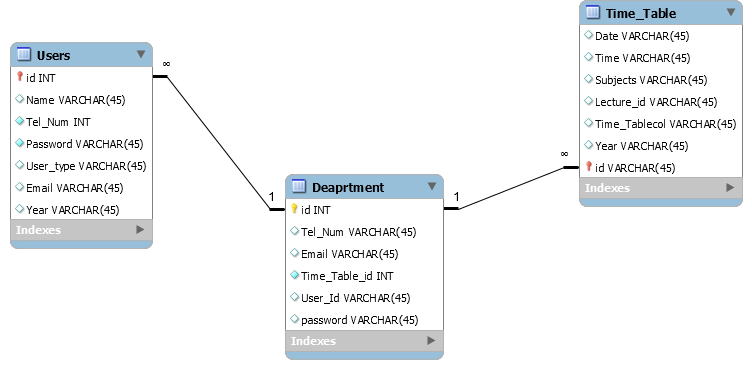 Users
id INT
Name VARCHAR(45)
Tel_Num INT
Password VARCHAR(45)
User_type VARCHAR(45)
Email VARCHAR(45)
Year VARCHAR(45)
Indexes
∞
1
Deaprtment
id INT
Tel_Num VARCHAR(45)
Email VARCHAR(45)
Time_Table_id INT
User_Id VARCHAR(45)
password VARCHAR(45)
Indexes
1
∞
Time_Table
Date VARCHAR(45)
Time VARCHAR(45)
Subjects VARCHAR(45)
Lecture_id VARCHAR(45)
Time_Tablecol VARCHAR(45)
Year VARCHAR(45)
id VARCHAR(45)
Indexes